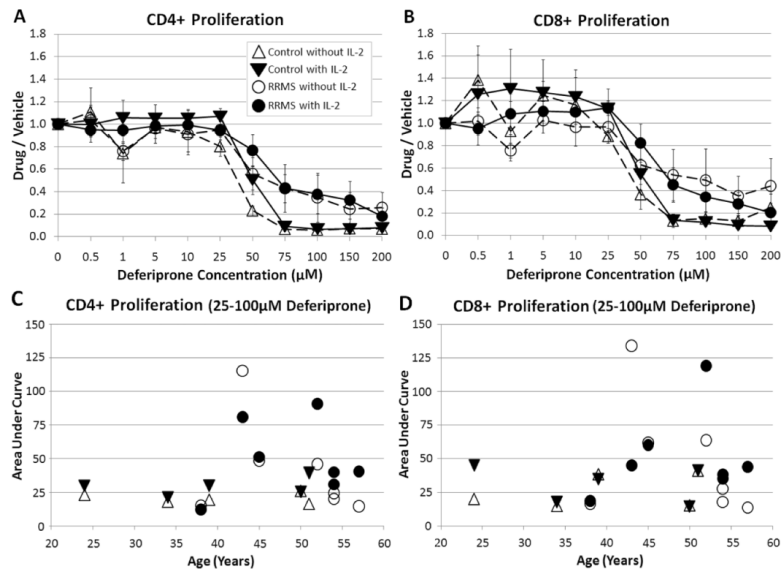 A
CD4+ Proliferation
Drug / Vehicle
1.8
1.6
1.4
1.2
1.0
0.8
0.6
0.4
0.2
0.0
Control without IL-2
Control with IL-2
RRMS without IL-2
RRMS with IL-2
0 0.5 1 5 10 25 50 75 100 150 200
Deferiprone Concentration (µM)
B
CD8+ Proliferation
Drug / Vehicle
1.8
1.6
1.4
1.2
1.0
0.8
0.6
0.4
0.2
0.0
0 0.5 1 5 10 25 50 75 100 150 200
Deferiprone Concentration (µM)
C
CD4+ Proliferation (25-100µM Deferiprone)
Area Under Curve
150
125
100
75
50
25
0
20 25 30 35 40 45 50 55 60
Age (Years)
D
CD8+ Proliferation (25-100µM Deferiprone)
Area Under Curve
150
125
100
75
50
25
0
20 25 30 35 40 45 50 55 60
Age (Years)